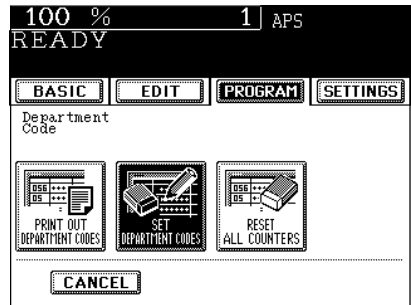 100 % 1 APS
READY
BASIC EDIT PROGRAM SETTINGS
Department
Code
PRINT OUT
DEPARTMENT CODES
SET
DEPARTMENT CODES
RESET
ALL COUNTERS
CANCEL